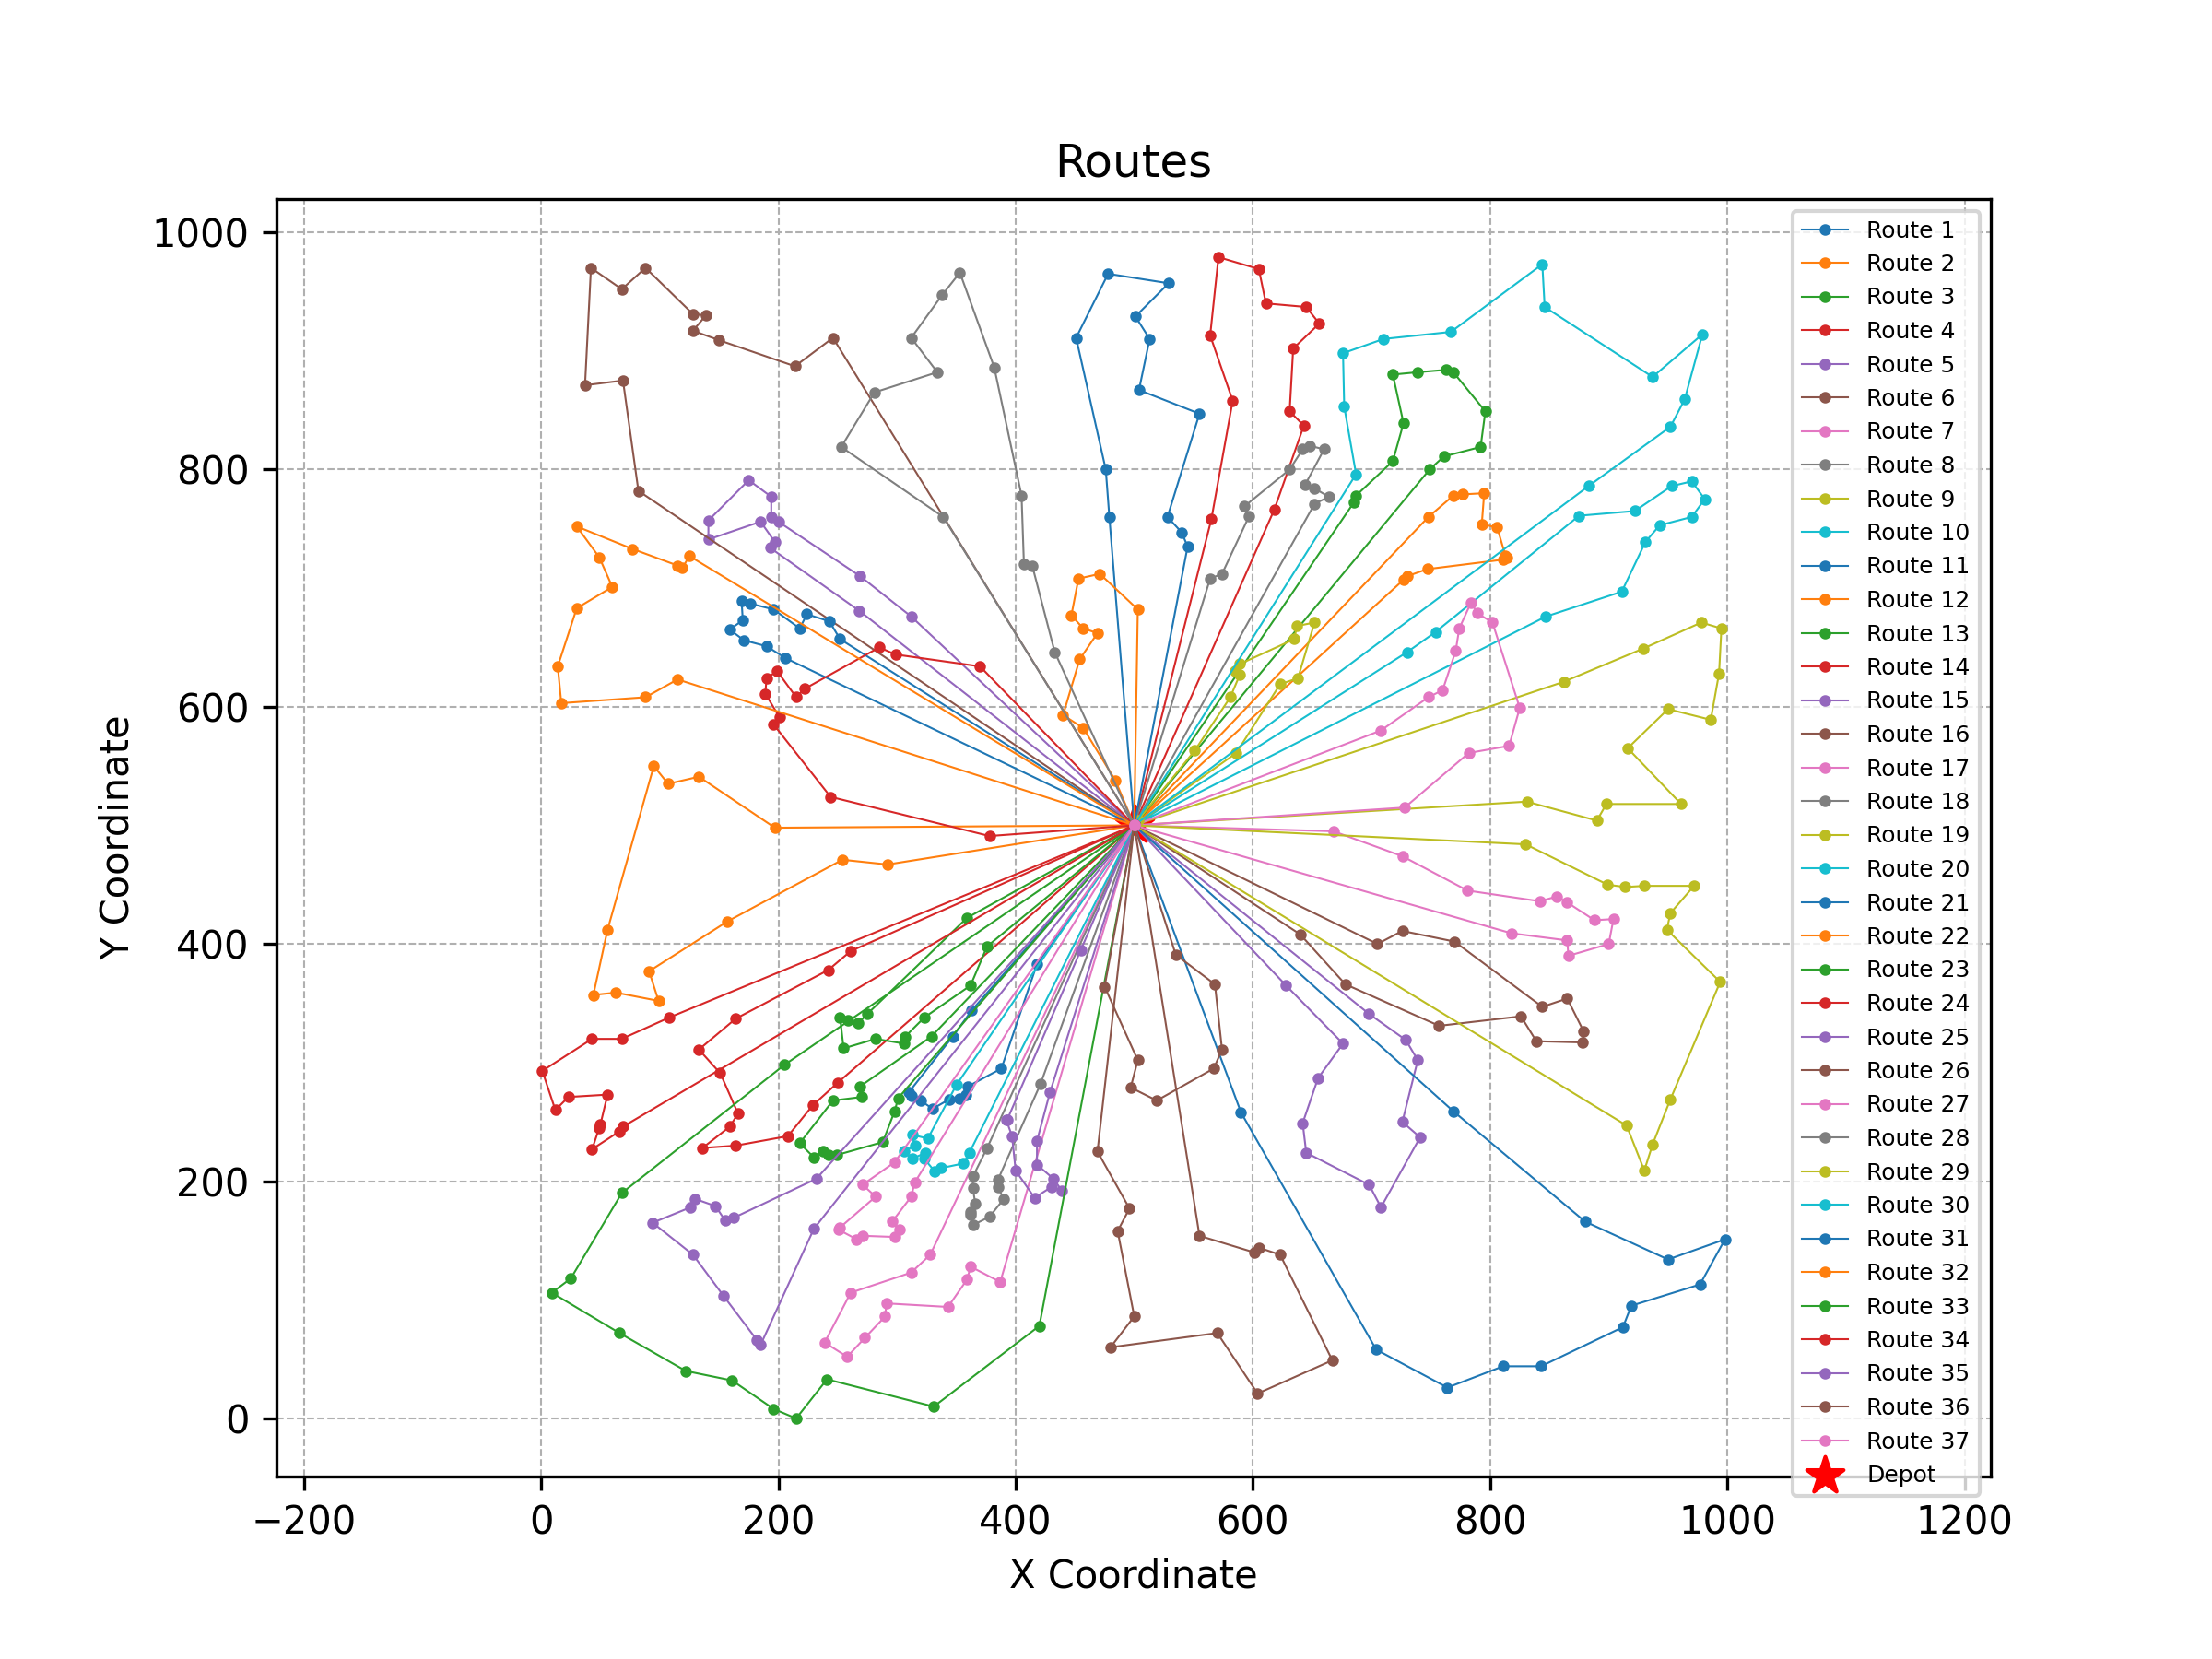 Routes
1000
800
600
400
200
0
Y Coordinate
−200
0
200
400
600
800
1000
1200
X Coordinate
Route 1
Route 2
Route 3
Route 4
Route 5
Route 6
Route 7
Route 8
Route 9
Route 10
Route 11
Route 12
Route 13
Route 14
Route 15
Route 16
Route 17
Route 18
Route 19
Route 20
Route 21
Route 22
Route 23
Route 24
Route 25
Route 26
Route 27
Route 28
Route 29
Route 30
Route 31
Route 32
Route 33
Route 34
Route 35
Route 36
Route 37
Depot